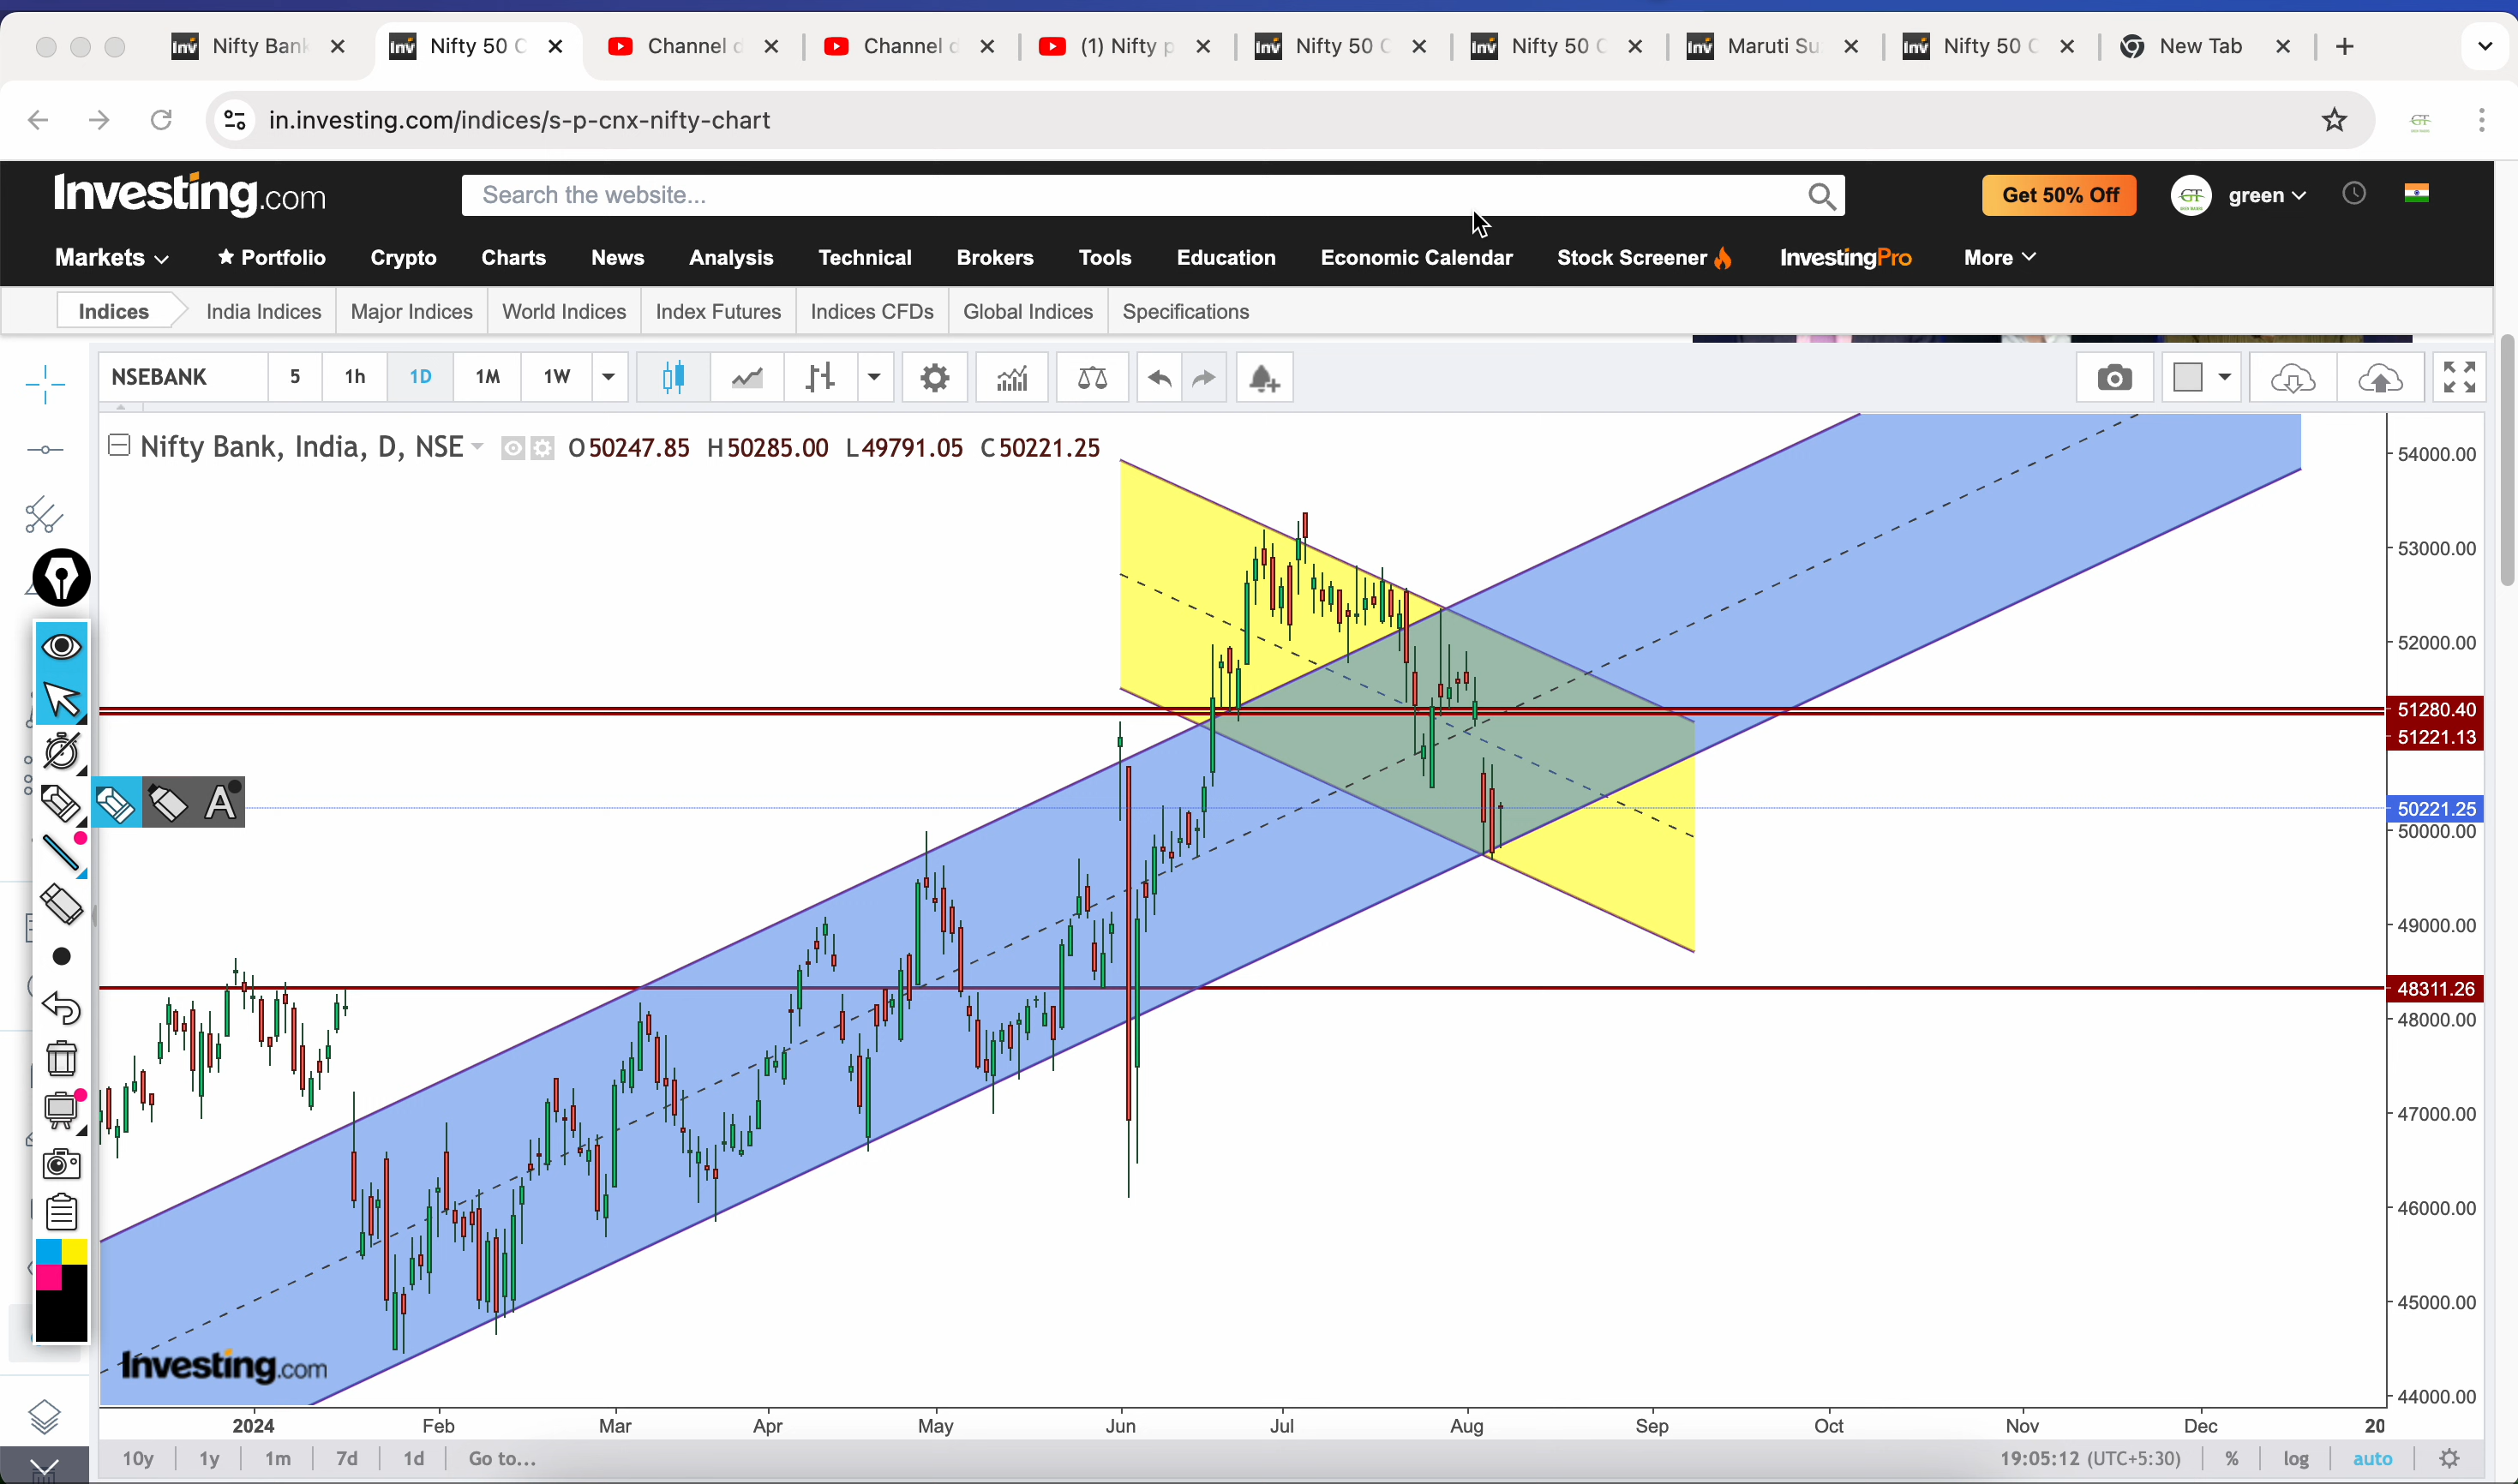 Nifty Bank
Nifty 50 C
Channel
Channel
(1) Nifty p
Nifty 50 C
Nifty 50 C
Maruti Su
Nifty 50 C
New Tab
in.investing.com/indices/s-p-cnx-nifty-chart
GT
Investing.com
Search the website...
Get 50% Off
GT
green
Markets
Portfolio
Crypto
Charts
News
Analysis
Technical
Brokers
Tools
Education
Economic Calendar
Stock Screener
InvestingPro
More
Indices
India Indices
Major Indices
World Indices
Index Futures
Indices CFDs
Global Indices
Specifications
NSEBANK
5
1h
1D
1M
1W
Nifty Bank, India, D, NSE
O 50247.85 H 50285.00 L 49791.05 C 50221.25
54000.00
53000.00
52000.00
51280.40
51221.13
50221.25
50000.00
49000.00
48311.26
48000.00
47000.00
46000.00
45000.00
44000.00
A
Investing.com
2024
Feb
Mar
Apr
May
Jun
Jul
Aug
Sep
Oct
Nov
Dec
20
10y
1y
1m
7d
1d
Go to...
19:05:12 (UTC+5:30)
%
log
auto